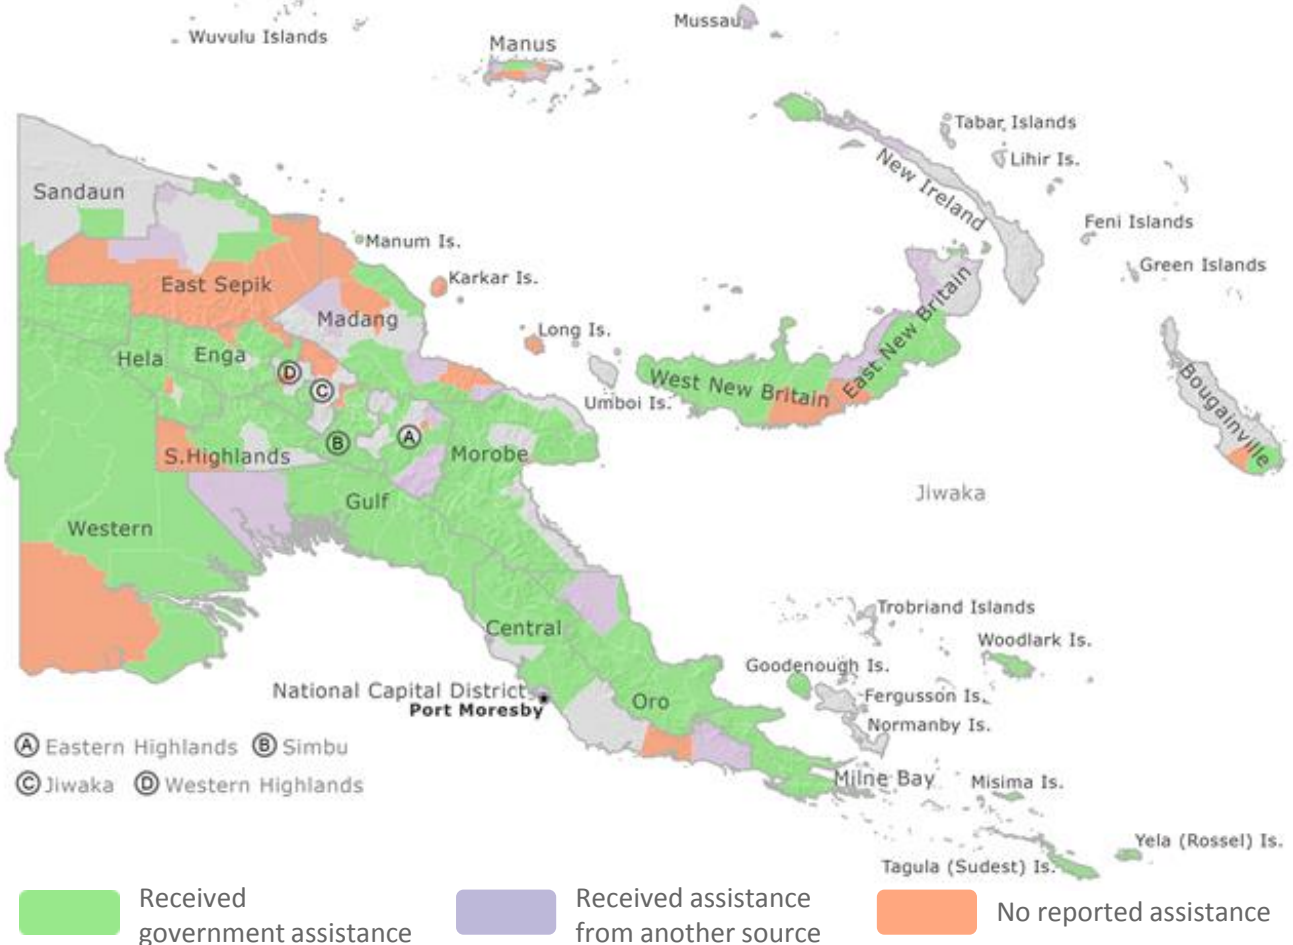 Mussau
Wuvulu Islands
Manus
Tabar Islands
Lihir Is.
Sandaun
New Ireland
Feni Islands
Manum Is.
Green Islands
Karkar Is.
East Sepik
Madang
Long Is.
East New Britain
Hela
Enga
D
C
West New Britain
Umboi Is.
Bougainville
A
B
S.Highlands
Morobe
Gulf
Jiwaka
Western
Trobriand Islands
Central
Woodlark Is.
Goodenough Is.
National Capital District
Port Moresby
Oro
Fergusson Is.
Normanby Is.
A Eastern Highlands B Simbu
C Jiwaka D Western Highlands
Milne Bay
Misima Is.
Yela (Rossel) Is.
Tagula (Sudest) Is.
Received
government assistance
Received assistance
from another source
No reported assistance